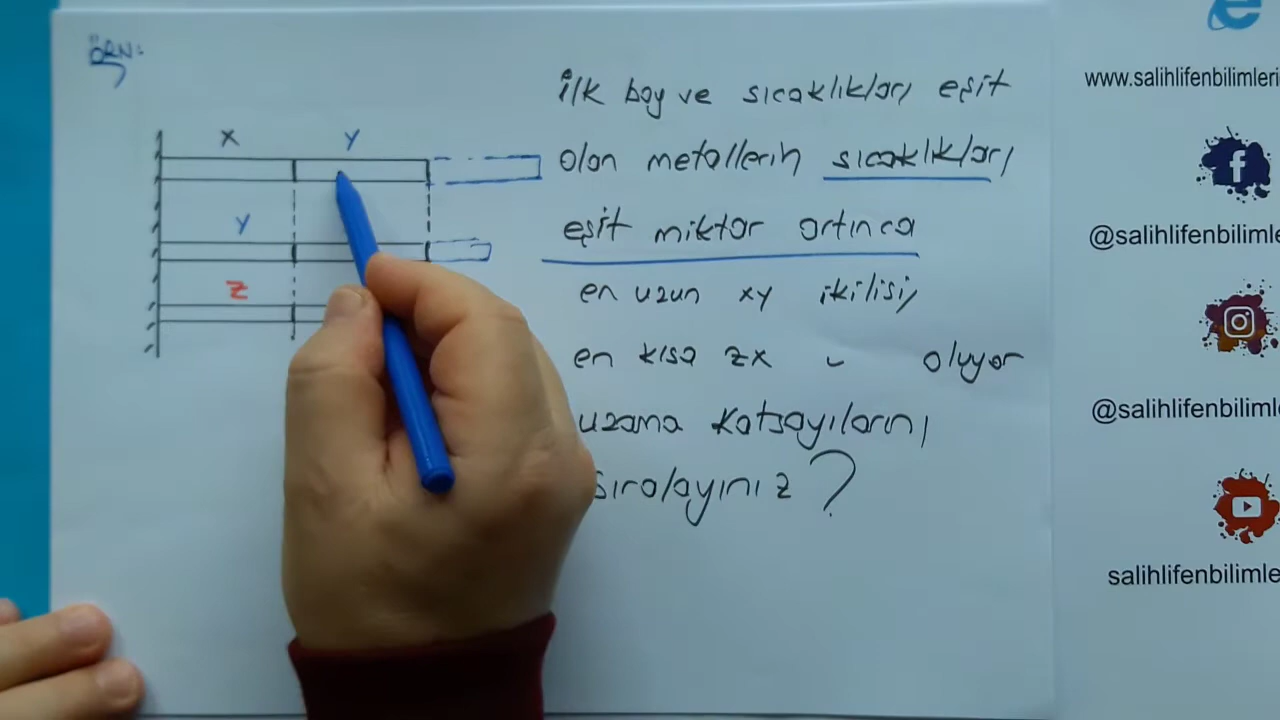 ÖRN:
X Y
Y
Z
İlk boy ve sıcaklıkları eşit
olan metallerin sıcaklıkları
eşit miktar artınca
en uzun xy ikilisi,
en kısa zx " oluyor
uzama katsayılarını
sıralayınız?
www.salihlifenbilimleri
@salihlifenbilimle
@salihlifenbilimle
salihlifenbilimle